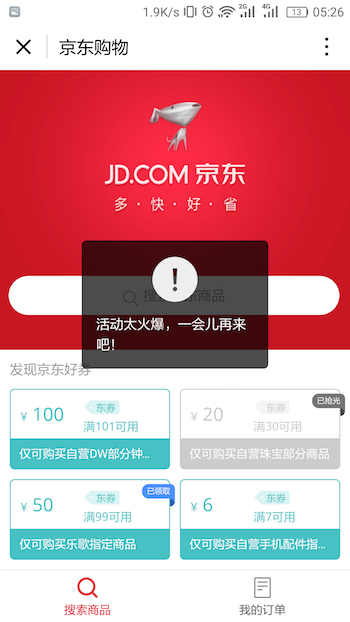 1.9K/s 2G 4G 13 05:26
京东购物
JD.COM 京东
多·快·好·省
!
活动太火爆，一会儿再来
吧！
发现京东好券
¥ 100 东券 满101可用
仅可购买自营DW部分钟...
已抢光
¥ 20 东券 满30可用
仅可购买自营珠宝部分商品
已领取
¥ 50 东券 满99可用
仅可购买乐歌指定商品
¥ 6 东券 满7可用
仅可购买自营手机配件指...
搜索商品
我的订单